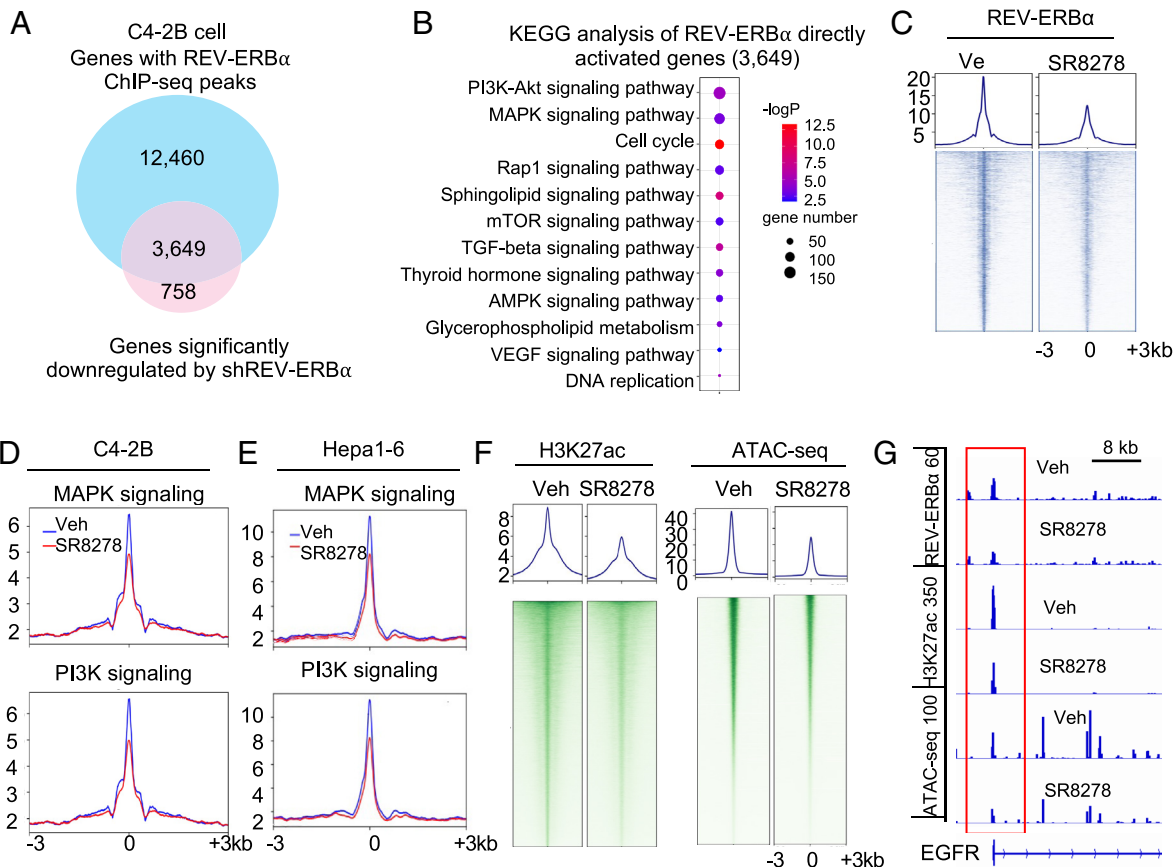 A
C4-2B cell
Genes with REV-ERBα
ChIP-seq peaks
12,460
3,649
758
Genes significantly
downregulated by shREV-ERBα
B
KEGG analysis of REV-ERBα directly
activated genes (3,649)
PI3K-Akt signaling pathway
MAPK signaling pathway
Cell cycle
Rap1 signaling pathway
Sphingolipid signaling pathway
mTOR signaling pathway
TGF-beta signaling pathway
Thyroid hormone signaling pathway
AMPK signaling pathway
Glycerophospholipid metabolism
VEGF signaling pathway
DNA replication
-logP
12.5
10.0
7.5
5.0
2.5
gene number
50
100
150
C
REV-ERBα
Ve SR8278
20
15
10
5
-3 0 +3kb
D
C4-2B
MAPK signaling
Veh
SR8278
6
5
4
3
2
PI3K signaling
6
5
4
3
2
-3 0 +3kb
E
Hepa1-6
MAPK signaling
Veh
SR8278
10
8
6
4
2
PI3K signaling
10
8
6
4
2
-3 0 +3kb
F
H3K27ac ATAC-seq
Veh SR8278 Veh SR8278
8
6
4
2
40
30
20
10
0
-3 0 +3kb
G
8 kb
REV-ERBα 60
Veh
SR8278
H3K27ac 350
Veh
SR8278
ATAC-seq 100
Veh
SR8278
EGFR